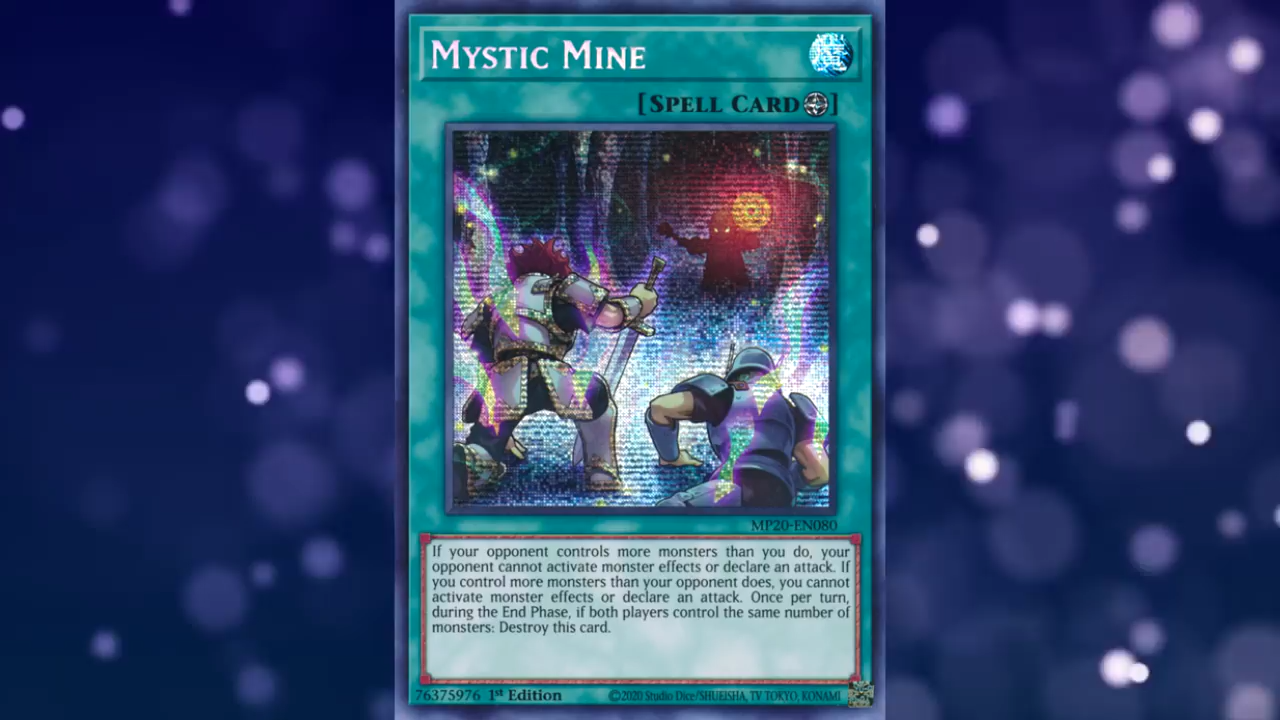 Mystic Mine
[Spell Card]
MP20-EN080
If your opponent controls more monsters than you do, your
opponent cannot activate monster effects or declare an attack. If
you control more monsters than your opponent does, you cannot
activate monster effects or declare an attack. Once per turn,
during the End Phase, if both players control the same number of
monsters: Destroy this card.
76375976 1st Edition ©2020 Studio Dice/SHUEISHA, TV TOKYO, KONAMI